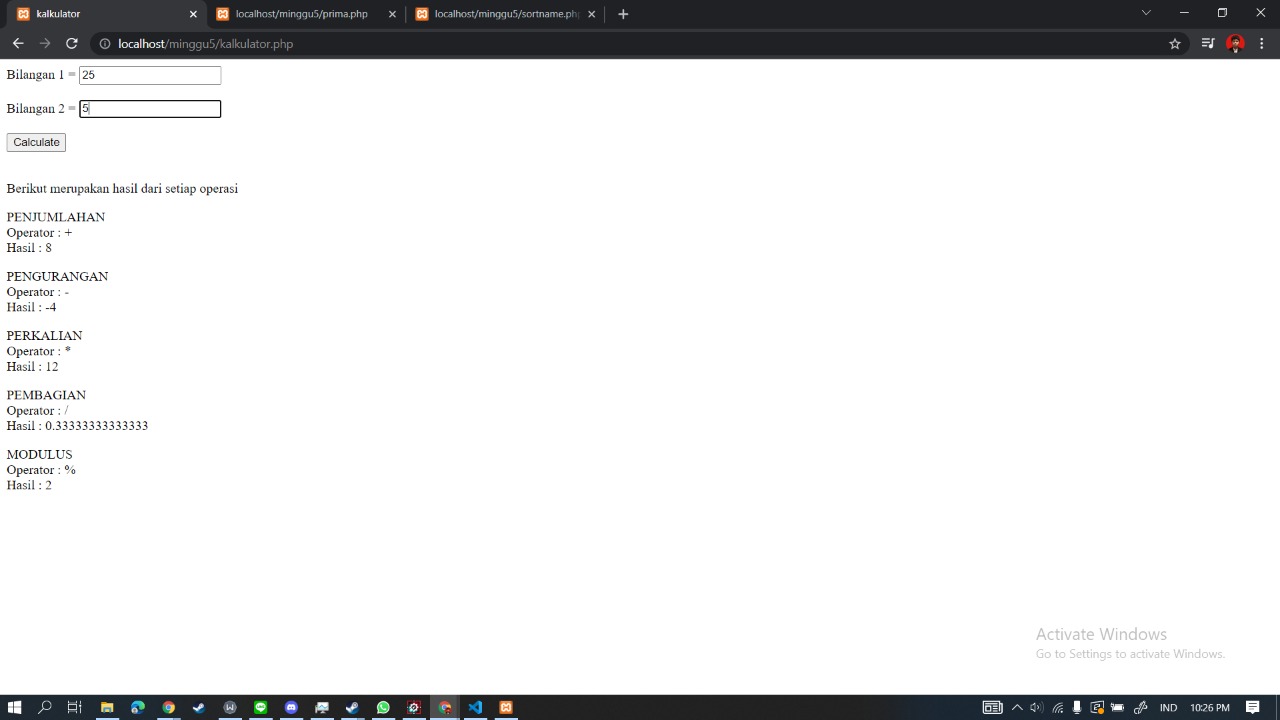 kalkulator
localhost/minggu5/prima.php
localhost/minggu5/sortname.php
localhost/minggu5/kalkulator.php
Bilangan 1 = 25
Bilangan 2 = 5
Calculate
Berikut merupakan hasil dari setiap operasi
PENJUMLAHAN
Operator : +
Hasil : 8
PENGURANGAN
Operator : -
Hasil : -4
PERKALIAN
Operator : *
Hasil : 12
PEMBAGIAN
Operator : /
Hasil : 0.33333333333333
MODULUS
Operator : %
Hasil : 2
Activate Windows
Go to Settings to activate Windows.
IND 10:26 PM